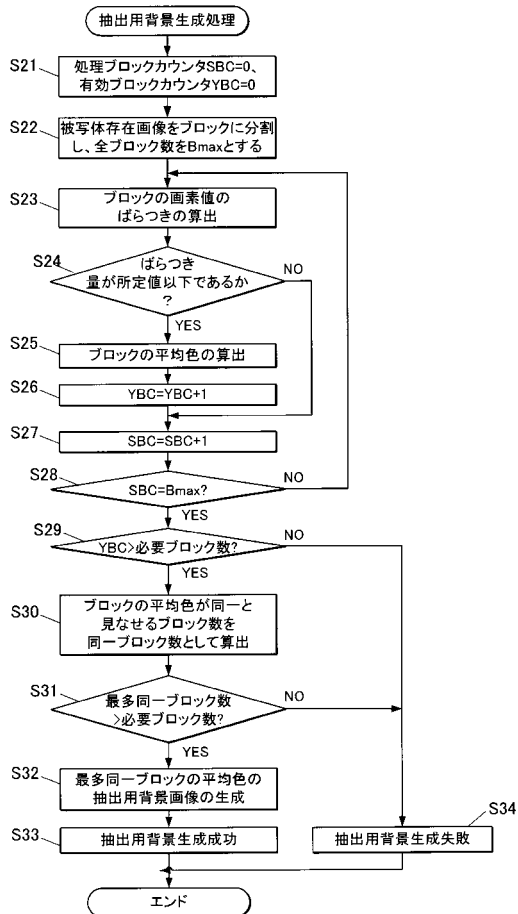 抽出用背景生成処理
S21
処理ブロックカウンタSBC=0、
有効ブロックカウンタYBC=0
S22
被写体存在画像をブロックに分割
し、全ブロック数をBmaxとする
S23
ブロックの画素値の
ばらつきの算出
S24
ばらつき
量が所定値以下であるか
?
NO
YES
S25
ブロックの平均色の算出
S26
YBC=YBC+1
S27
SBC=SBC+1
S28
SBC=Bmax?
NO
YES
S29
YBC>必要ブロック数?
NO
YES
S30
ブロックの平均色が同一と
見なせるブロック数を
同一ブロック数として算出
S31
最多同一ブロック数
>必要ブロック数?
NO
YES
S32
最多同一ブロックの平均色の
抽出用背景画像の生成
S33
抽出用背景生成成功
S34
抽出用背景生成失敗
エンド